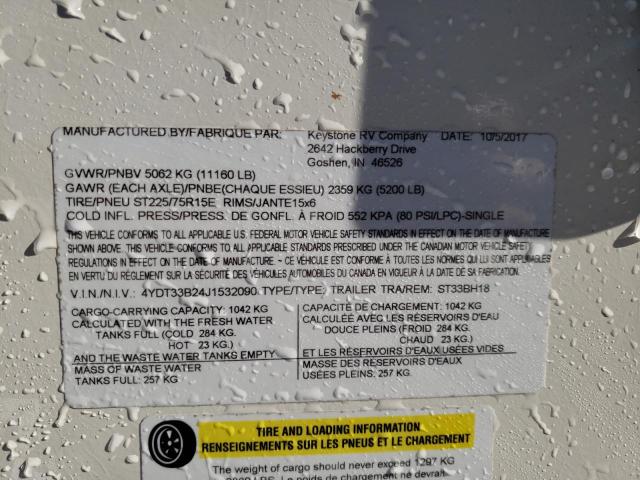 MANUFACTURED BY/FABRIQUE PAR: Keystone RV Company DATE: 10/5/2017
2642 Hackberry Drive
Goshen, IN 46526
GVWR/PNBV 5062 KG (11160 LB)
GAWR (EACH AXLE)/PNBE(CHAQUE ESSIEU) 2359 KG (5200 LB)
TIRE/PNEU ST225/75R15E RIMS/JANTE15x6
COLD INFL. PRESS/PRESS. DE GONFL. À FROID 552 KPA (80 PSI/LPC)-SINGLE
THIS VEHICLE CONFORMS TO ALL APPLICABLE U.S. FEDERAL MOTOR VEHICLE SAFETY STANDARDS IN EFFECT ON THE DATE OF MANUFACTURE
SHOWN ABOVE. /THIS VEHICLE CONFORMS TO ALL APPLICABLE STANDARDS PRESCRIBED UNDER THE CANADIAN MOTOR VEHICLE SAFETY
REGULATIONS IN EFFECT ON THE DATE OF MANUFACTURE/CE VÉHICULE EST CONFORME À TOUTES LES NORMES QUI LUI SONT APPLICABLES
EN VERTU DU RÈGLEMENT SUR LA SÉCURITÉ DES VÉHICULES AUTOMOBILES DU CANADA EN VIGUEUR À LA DATE DE SA FABRICATION.
V.I.N./N.I.V.: 4YDT33B24J1532090 TYPE/TYPE: TRAILER TRA/REM: ST33BH18
CARGO-CARRYING CAPACITY: 1042 KG
CALCULATED WITH THE FRESH WATER
TANKS FULL (COLD 284 KG.
HOT 23 KG.)
AND THE WASTE WATER TANKS EMPTY
MASS OF WASTE WATER
TANKS FULL: 257 KG
CAPACITÉ DE CHARGEMENT: 1042 KG
CALCULÉE AVEC LES RÉSERVOIRS D'EAU
DOUCE PLEINS (FROID 284 KG.
CHAUD 23 KG.)
ET LES RÉSERVOIRS D'EAUX USÉES VIDES
MASSE DES RÉSERVOIRS D'EAUX
USÉES PLEINS: 257 KG
TIRE AND LOADING INFORMATION
RENSEIGNEMENTS SUR LES PNEUS ET LE CHARGEMENT
The weight of cargo should never exceed 1297 KG
LBS. Le poids de chargement ne devrait